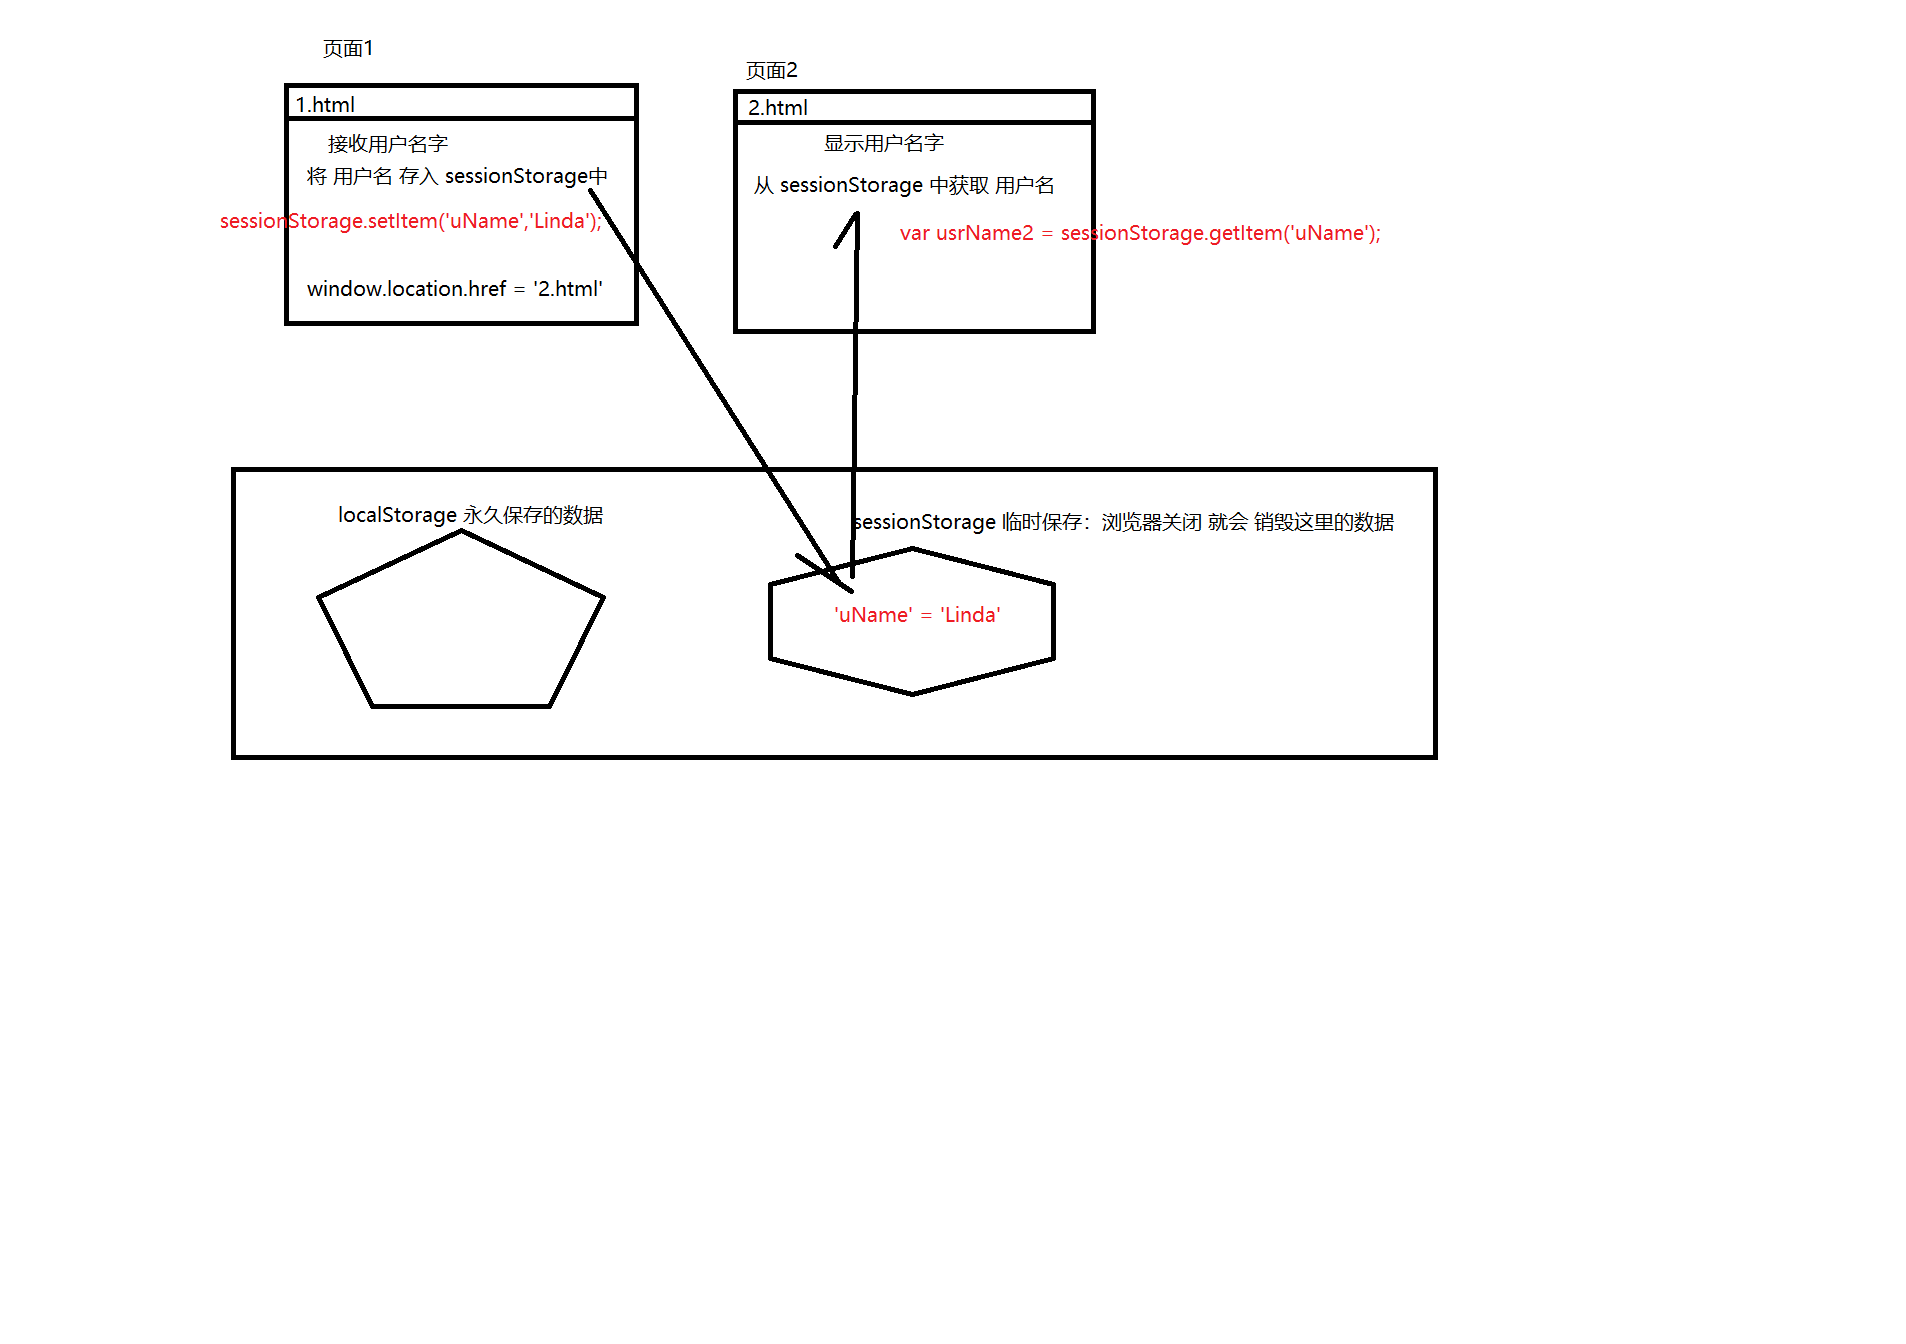 页面1
1.html
接收用户名字
将 用户名 存入 sessionStorage中
sessionStorage.setItem('uName','Linda');
window.location.href = '2.html'
页面2
2.html
显示用户名字
从 sessionStorage 中获取 用户名
var usrName2 = sessionStorage.getItem('uName');
localStorage 永久保存的数据
sessionStorage 临时保存：浏览器关闭 就会 销毁这里的数据
'uName' = 'Linda'